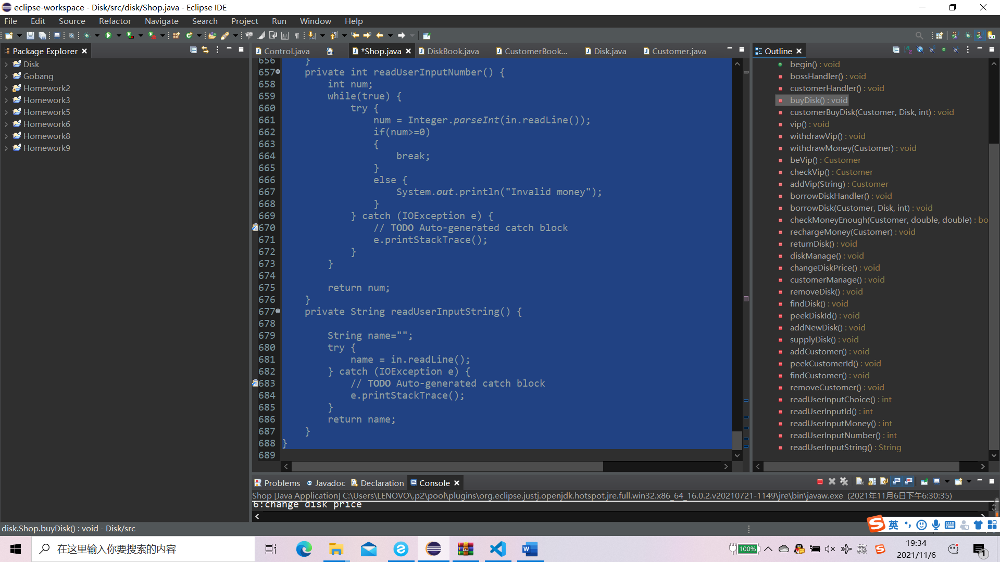 eclipse-workspace - Disk/src/disk/Shop.java - Eclipse IDE
File Edit Source Refactor Navigate Search Project Run Window Help
Package Explorer
Disk
Gobang
Homework2
Homework3
Homework5
Homework6
Homework8
Homework9
Control.java *Shop.java DiskBook.java CustomerBook... Disk.java Customer.java
656 }
657 private int readUserInputNumber() {
658 int num;
659 while(true) {
660 try {
661 num = Integer.parseInt(in.readLine());
662 if(num>=0)
663 {
664 break;
665 }
666 else {
667 System.out.println("Invalid money");
668 }
669 } catch (IOException e) {
670 // TODO Auto-generated catch block
671 e.printStackTrace();
672 }
673 }
674
675 return num;
676 }
677 private String readUserInputString() {
678
679 String name="";
680 try {
681 name = in.readLine();
682 } catch (IOException e) {
683 // TODO Auto-generated catch block
684 e.printStackTrace();
685 }
686 return name;
687 }
688 }
689
Outline
begin() : void
bossHandler() : void
customerHandler() : void
buyDisk() : void
customerBuyDisk(Customer, Disk, int) : void
vip() : void
withdrawVip() : void
withdrawMoney(Customer) : void
beVip() : Customer
checkVip() : Customer
addVip(String) : Customer
borrowDiskHandler() : void
borrowDisk(Customer, Disk, int) : void
checkMoneyEnough(Customer, double, double) : bo
rechargeMoney(Customer) : void
returnDisk() : void
diskManage() : void
changeDiskPrice() : void
customerManage() : void
removeDisk() : void
findDisk() : void
peekDiskId() : void
addNewDisk() : void
supplyDisk() : void
addCustomer() : void
peekCustomerId() : void
findCustomer() : void
removeCustomer() : void
readUserInputChoice() : int
readUserInputId() : int
readUserInputMoney() : int
readUserInputNumber() : int
readUserInputString() : String
Problems Javadoc Declaration Console
Shop [Java Application] C:\Users\LENOVO\.p2\pool\plugins\org.eclipse.justj.openjdk.hotspot.jre.full.win32.x86_64_16.0.2.v20210721-1149\jre\bin\javaw.exe (2021年11月6日下午6:30:35)
6:change disk price
disk.Shop.buyDisk() : void - Disk/src
英
在这里输入你要搜索的内容
100%
英
19:34
2021/11/6
1